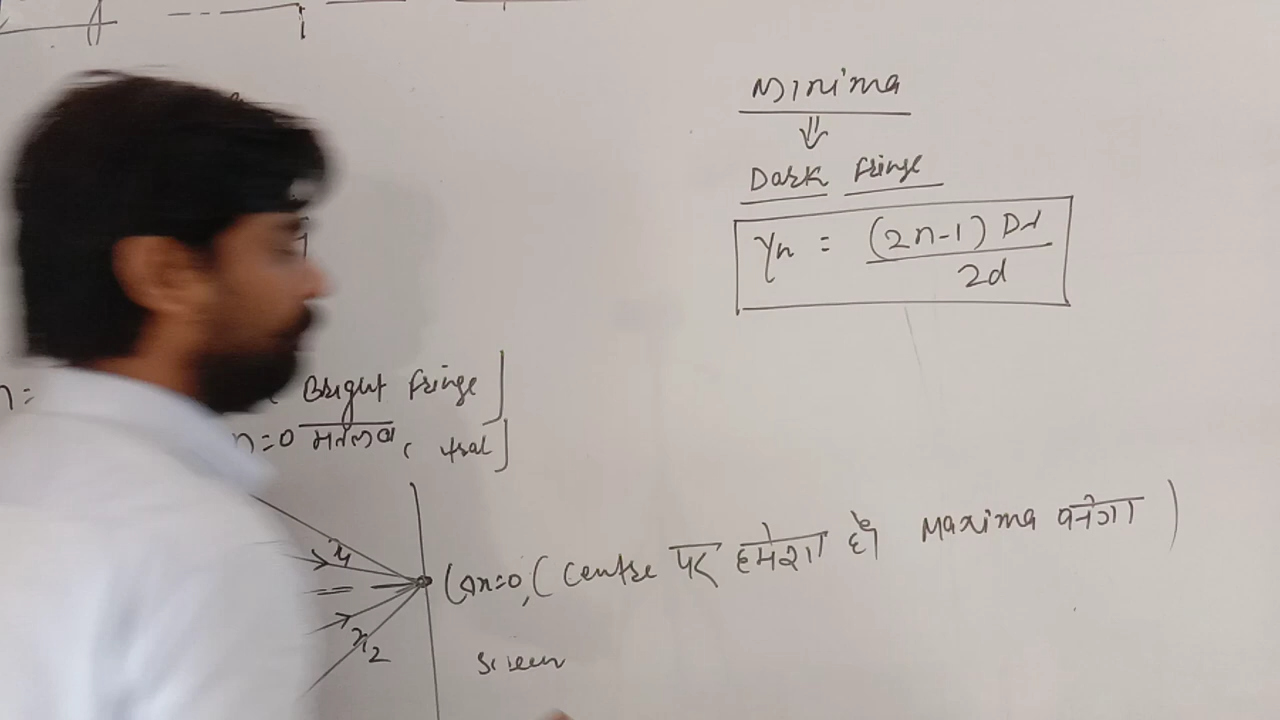 Minima
⇓
Dark Fringe
Yn = (2n-1) Dλ / 2d
n=
Bright Fringe ]
n=0 मतलब, ]
x1
(Δx=0, (Centre पर हमेशा ही Maxima बनेगा )
x2
Screen